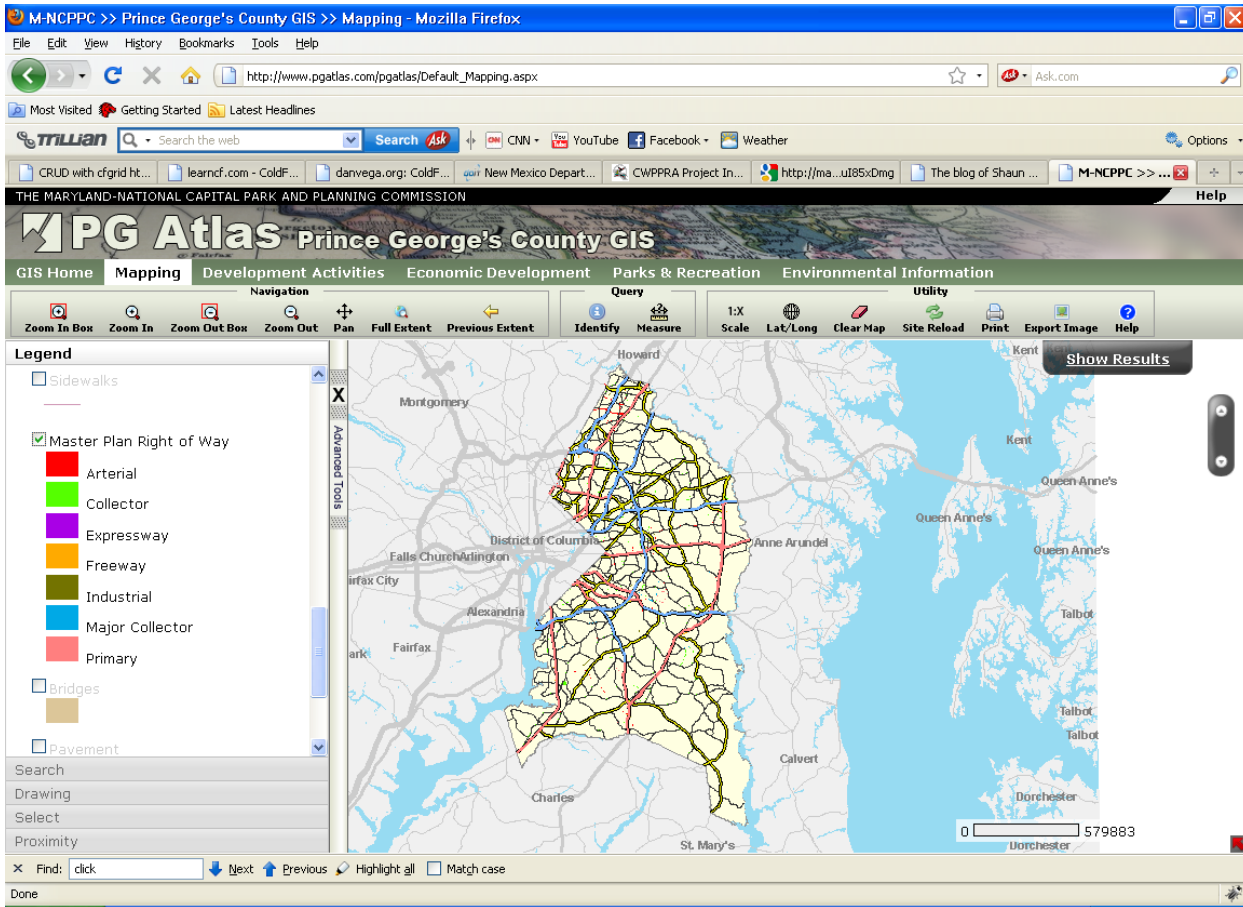 M-NCPPC >> Prince George's County GIS >> Mapping - Mozilla Firefox
File Edit View History Bookmarks Tools Help
http://www.pgatlas.com/pgatlas/Default_Mapping.aspx
Ask.com
Most Visited Getting Started Latest Headlines
TRILLIAN Search the web Search Ask CNN YouTube Facebook Weather Options
CRUD with cfgrid ht... learncf.com - ColdF... danvega.org: ColdF... New Mexico Depart... CWPPRA Project In... http://ma...uI85xDmg The blog of Shaun ... M-NCPPC >> ...
THE MARYLAND-NATIONAL CAPITAL PARK AND PLANNING COMMISSION Help
PG Atlas Prince George's County GIS
GIS Home Mapping Development Activities Economic Development Parks & Recreation Environmental Information
Navigation Query Utility
1:X
Zoom In Box Zoom In Zoom Out Box Zoom Out Pan Full Extent Previous Extent Identify Measure Scale Lat/Long Clear Map Site Reload Print Export Image Help
Legend
Sidewalks
Master Plan Right of Way
Arterial
Collector
Expressway
Freeway
Industrial
Major Collector
Primary
Bridges
Pavement
Search
Drawing
Select
Proximity
X
Advanced Tools
Howard
Kent
Show Results
Montgomery
Kent
Queen Anne's
Queen Anne's
District of Columbia
Anne Arundel
Falls Church
Arlington
Queen Anne's
irfax City
Alexandria
Talbot
Fairfax
ark
Talbot
Talbot
Calvert
Charles
Dorchester
0 579883
St. Mary's
Dorchester
X Find: click Next Previous Highlight all Match case
Done